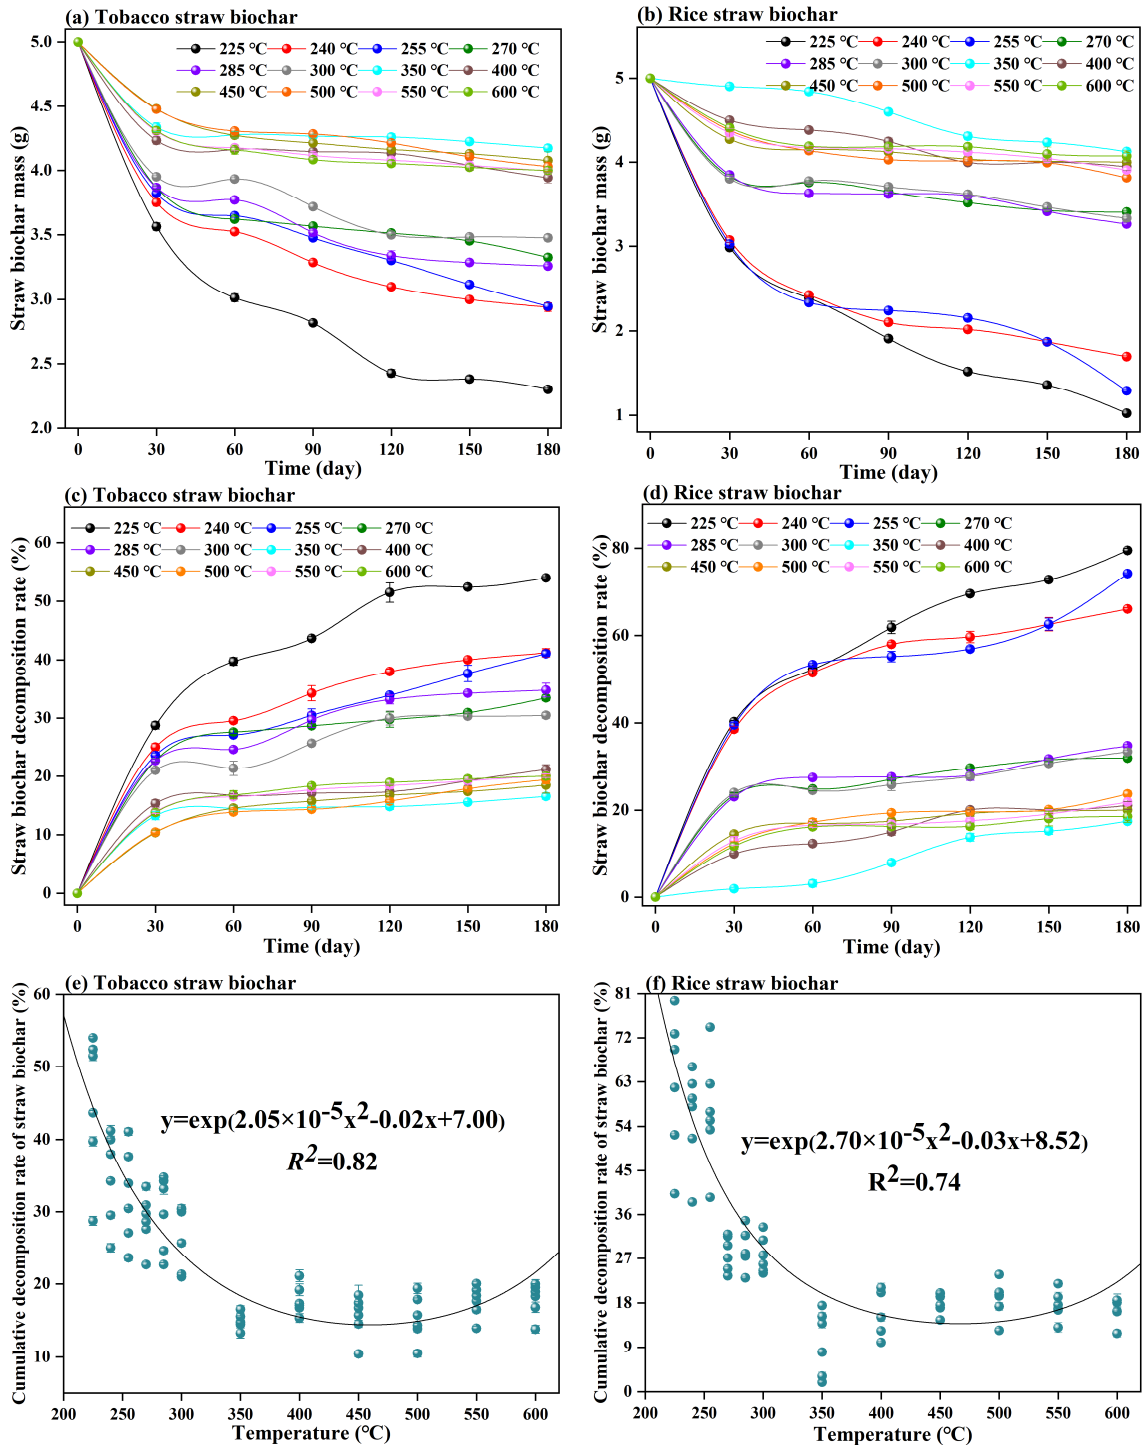 (a) Tobacco straw biochar
225 ℃ 240 ℃ 255 ℃ 270 ℃
285 ℃ 300 ℃ 350 ℃ 400 ℃
450 ℃ 500 ℃ 550 ℃ 600 ℃
Straw biochar mass (g)
5.0
4.5
4.0
3.5
3.0
2.5
2.0
0 30 60 90 120 150 180
Time (day)
(b) Rice straw biochar
225 ℃ 240 ℃ 255 ℃ 270 ℃
285 ℃ 300 ℃ 350 ℃ 400 ℃
450 ℃ 500 ℃ 550 ℃ 600 ℃
Straw biochar mass (g)
5
4
3
2
1
0 30 60 90 120 150 180
Time (day)
(c) Tobacco straw biochar
225 ℃ 240 ℃ 255 ℃ 270 ℃
285 ℃ 300 ℃ 350 ℃ 400 ℃
450 ℃ 500 ℃ 550 ℃ 600 ℃
Straw biochar decomposition rate (%)
60
50
40
30
20
10
0
0 30 60 90 120 150 180
Time (day)
(d) Rice straw biochar
225 ℃ 240 ℃ 255 ℃ 270 ℃
285 ℃ 300 ℃ 350 ℃ 400 ℃
450 ℃ 500 ℃ 550 ℃ 600 ℃
Straw biochar decomposition rate (%)
80
60
40
20
0
0 30 60 90 120 150 180
Time (day)
(e) Tobacco straw biochar
Cumulative decomposition rate of straw biochar (%)
60
50
40
30
20
10
y=exp(2.05×10⁻⁵x²-0.02x+7.00)
R²=0.82
200 250 300 350 400 450 500 550 600
Temperature (℃)
(f) Rice straw biochar
Cumulative decomposition rate of straw biochar (%)
81
72
63
54
45
36
27
18
9
0
y=exp(2.70×10⁻⁵x²-0.03x+8.52)
R²=0.74
200 250 300 350 400 450 500 550 600
Temperature (℃)